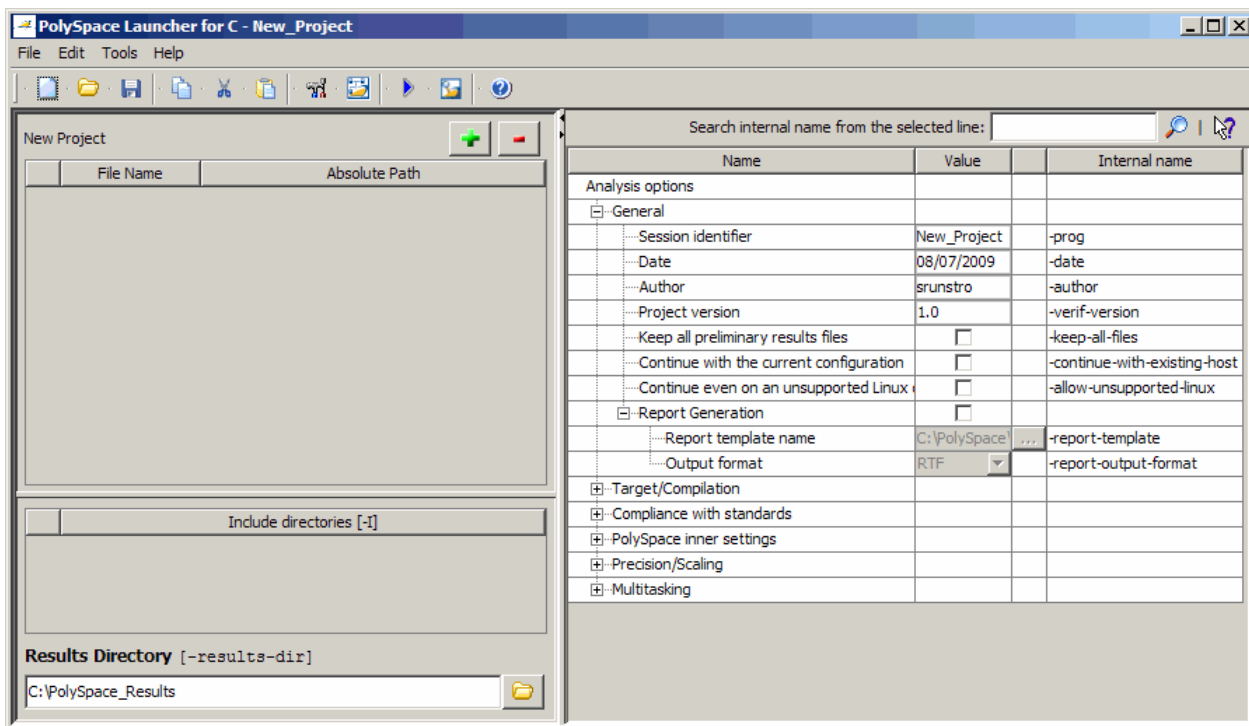 PolySpace Launcher for C - New_Project
File Edit Tools Help
New Project
File Name Absolute Path
Include directories [-I]
Results Directory [-results-dir]
C:\PolySpace_Results
Search internal name from the selected line:
Name Value Internal name
Analysis options
General
Session identifier New_Project -prog
Date 08/07/2009 -date
Author srunstro -author
Project version 1.0 -verif-version
Keep all preliminary results files -keep-all-files
Continue with the current configuration -continue-with-existing-host
Continue even on an unsupported Linux -allow-unsupported-linux
Report Generation
Report template name C:\PolySpace\ ... -report-template
Output format RTF -report-output-format
Target/Compilation
Compliance with standards
PolySpace inner settings
Precision/Scaling
Multitasking